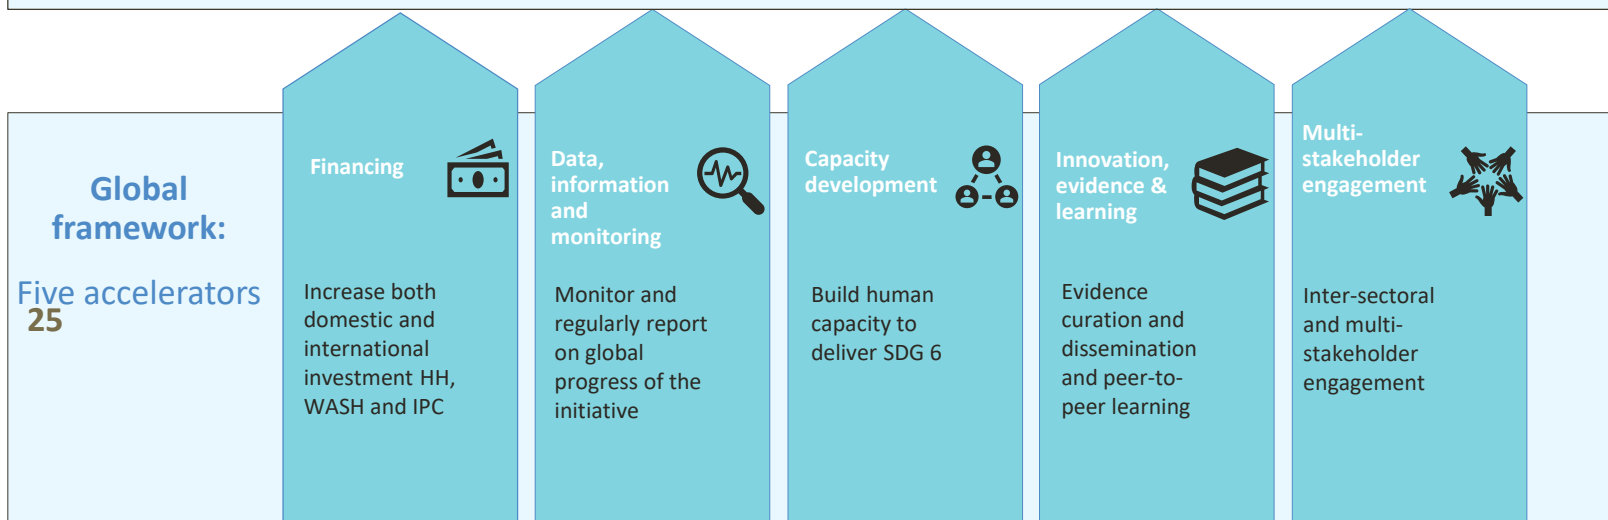 Global
framework:
Five accelerators
25
Financing
Increase both
domestic and
international
investment HH,
WASH and IPC
Data,
information
and
monitoring
Monitor and
regularly report
on global
progress of the
initiative
Capacity
development
Build human
capacity to
deliver SDG 6
Innovation,
evidence &
learning
Evidence
curation and
dissemination
and peer-to-
peer learning
Multi-
stakeholder
engagement
Inter-sectoral
and multi-
stakeholder
engagement